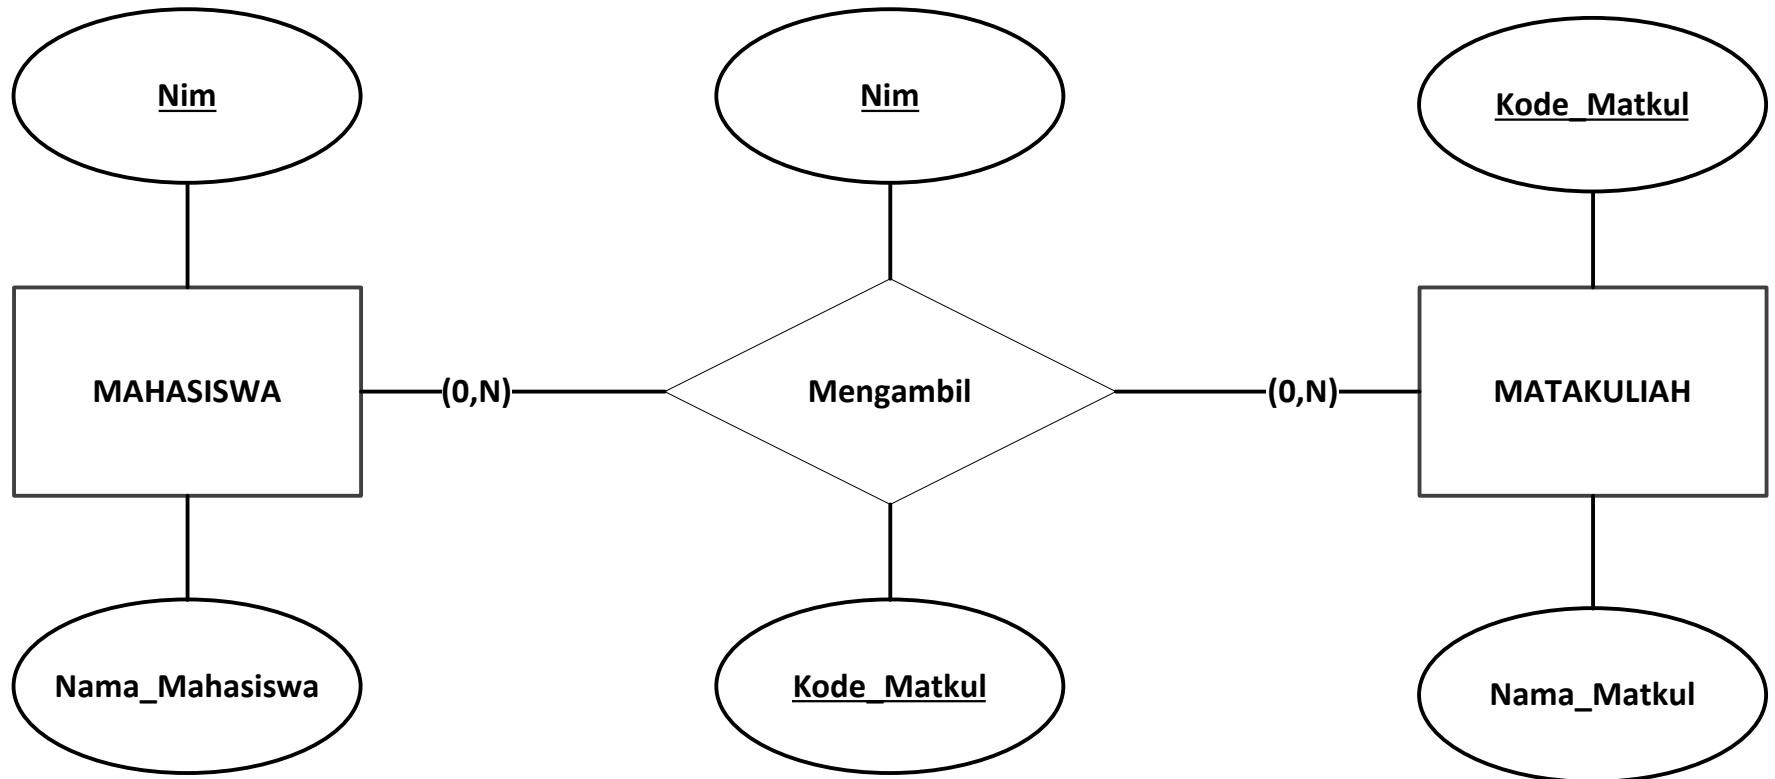 Nim
Nim
Kode_Matkul
MAHASISWA
(0,N)
Mengambil
(0,N)
MATAKULIAH
Nama_Mahasiswa
Kode_Matkul
Nama_Matkul